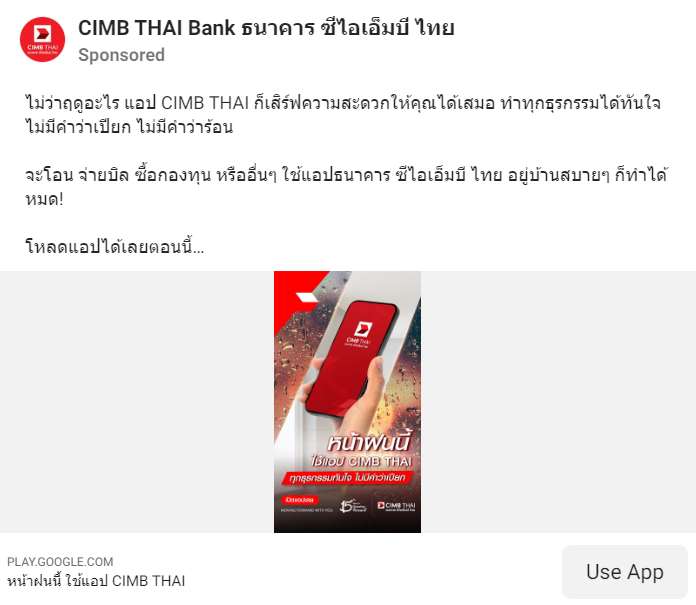 CIMB THAI Bank ธนาคาร ซีไอเอ็มบี ไทย
Sponsored
CIMB THAI
ไม่ว่าฤดูอะไร แอป CIMB THAI ก็เสิร์ฟความสะดวกให้คุณได้เสมอ ทำทุกธุรกรรมได้ทันใจ
ไม่มีคำว่าเปียก ไม่มีคำว่าร้อน
จะโอน จ่ายบิล ซื้อกองทุน หรืออื่นๆ ใช้แอปธนาคาร ซีไอเอ็มบี ไทย อยู่บ้านสบายๆ ก็ทำได้
หมด!
โหลดแอปได้เลยตอนนี้...
CIMB THAI
หน้าฝนนี้
ใช้แอป CIMB THAI
ทุกธุรกรรมทันใจ ไม่มีคำว่าเปียก
MOVING FORWARD WITH YOU
CIMB THAI
PLAY.GOOGLE.COM
หน้าฝนนี้ ใช้แอป CIMB THAI
Use App